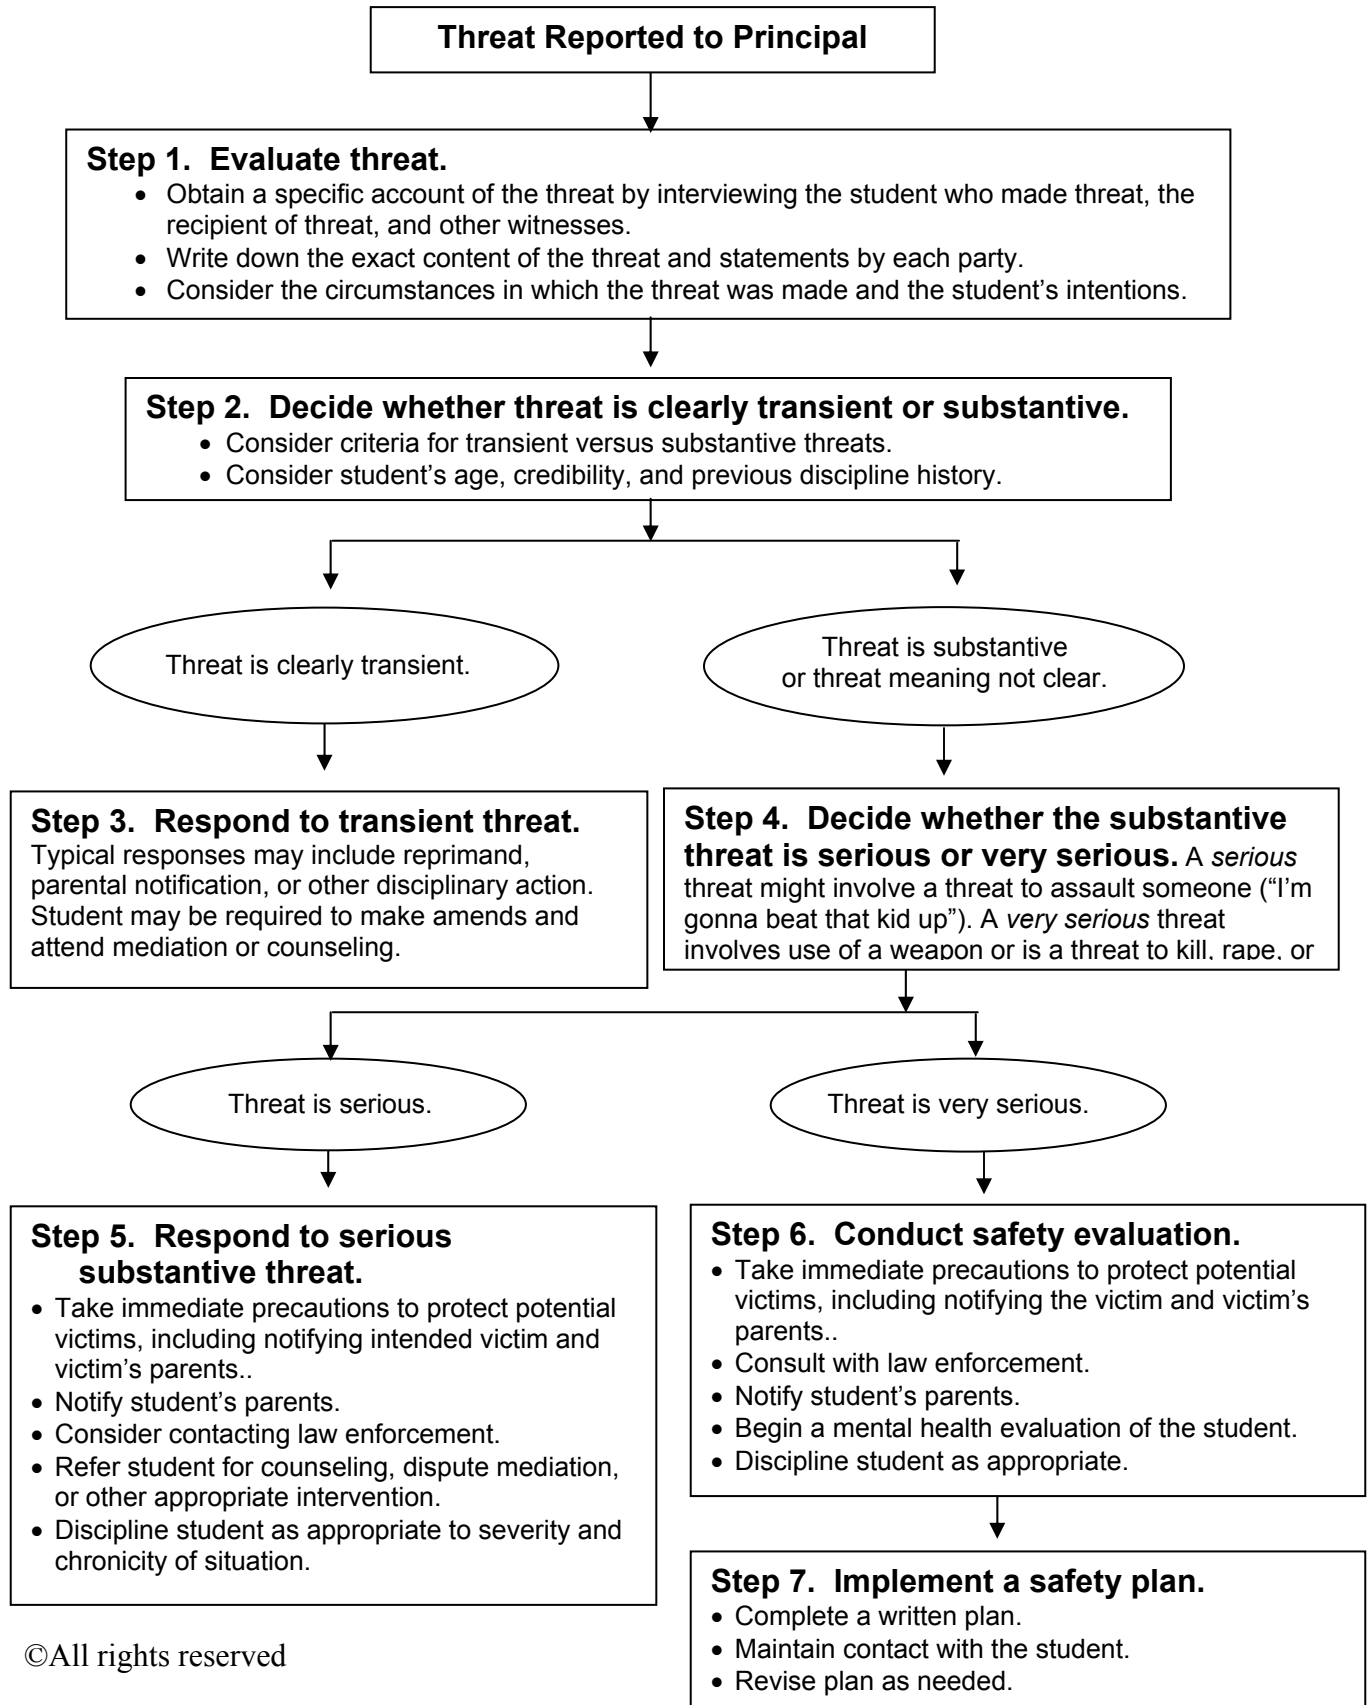 Threat Reported to Principal
Step 1. Evaluate threat.
• Obtain a specific account of the threat by interviewing the student who made threat, the
recipient of threat, and other witnesses.
• Write down the exact content of the threat and statements by each party.
• Consider the circumstances in which the threat was made and the student's intentions.
Step 2. Decide whether threat is clearly transient or substantive.
• Consider criteria for transient versus substantive threats.
• Consider student's age, credibility, and previous discipline history.
Threat is clearly transient.
Threat is substantive
or threat meaning not clear.
Step 3. Respond to transient threat.
Typical responses may include reprimand,
parental notification, or other disciplinary action.
Student may be required to make amends and
attend mediation or counseling.
Step 4. Decide whether the substantive
threat is serious or very serious. A serious
threat might involve a threat to assault someone ("I'm
gonna beat that kid up"). A very serious threat
involves use of a weapon or is a threat to kill, rape, or
Threat is serious.
Threat is very serious.
Step 5. Respond to serious
substantive threat.
• Take immediate precautions to protect potential
victims, including notifying intended victim and
victim's parents..
• Notify student's parents.
• Consider contacting law enforcement.
• Refer student for counseling, dispute mediation,
or other appropriate intervention.
• Discipline student as appropriate to severity and
chronicity of situation.
Step 6. Conduct safety evaluation.
• Take immediate precautions to protect potential
victims, including notifying the victim and victim's
parents..
• Consult with law enforcement.
• Notify student's parents.
• Begin a mental health evaluation of the student.
• Discipline student as appropriate.
Step 7. Implement a safety plan.
• Complete a written plan.
• Maintain contact with the student.
• Revise plan as needed.
©All rights reserved